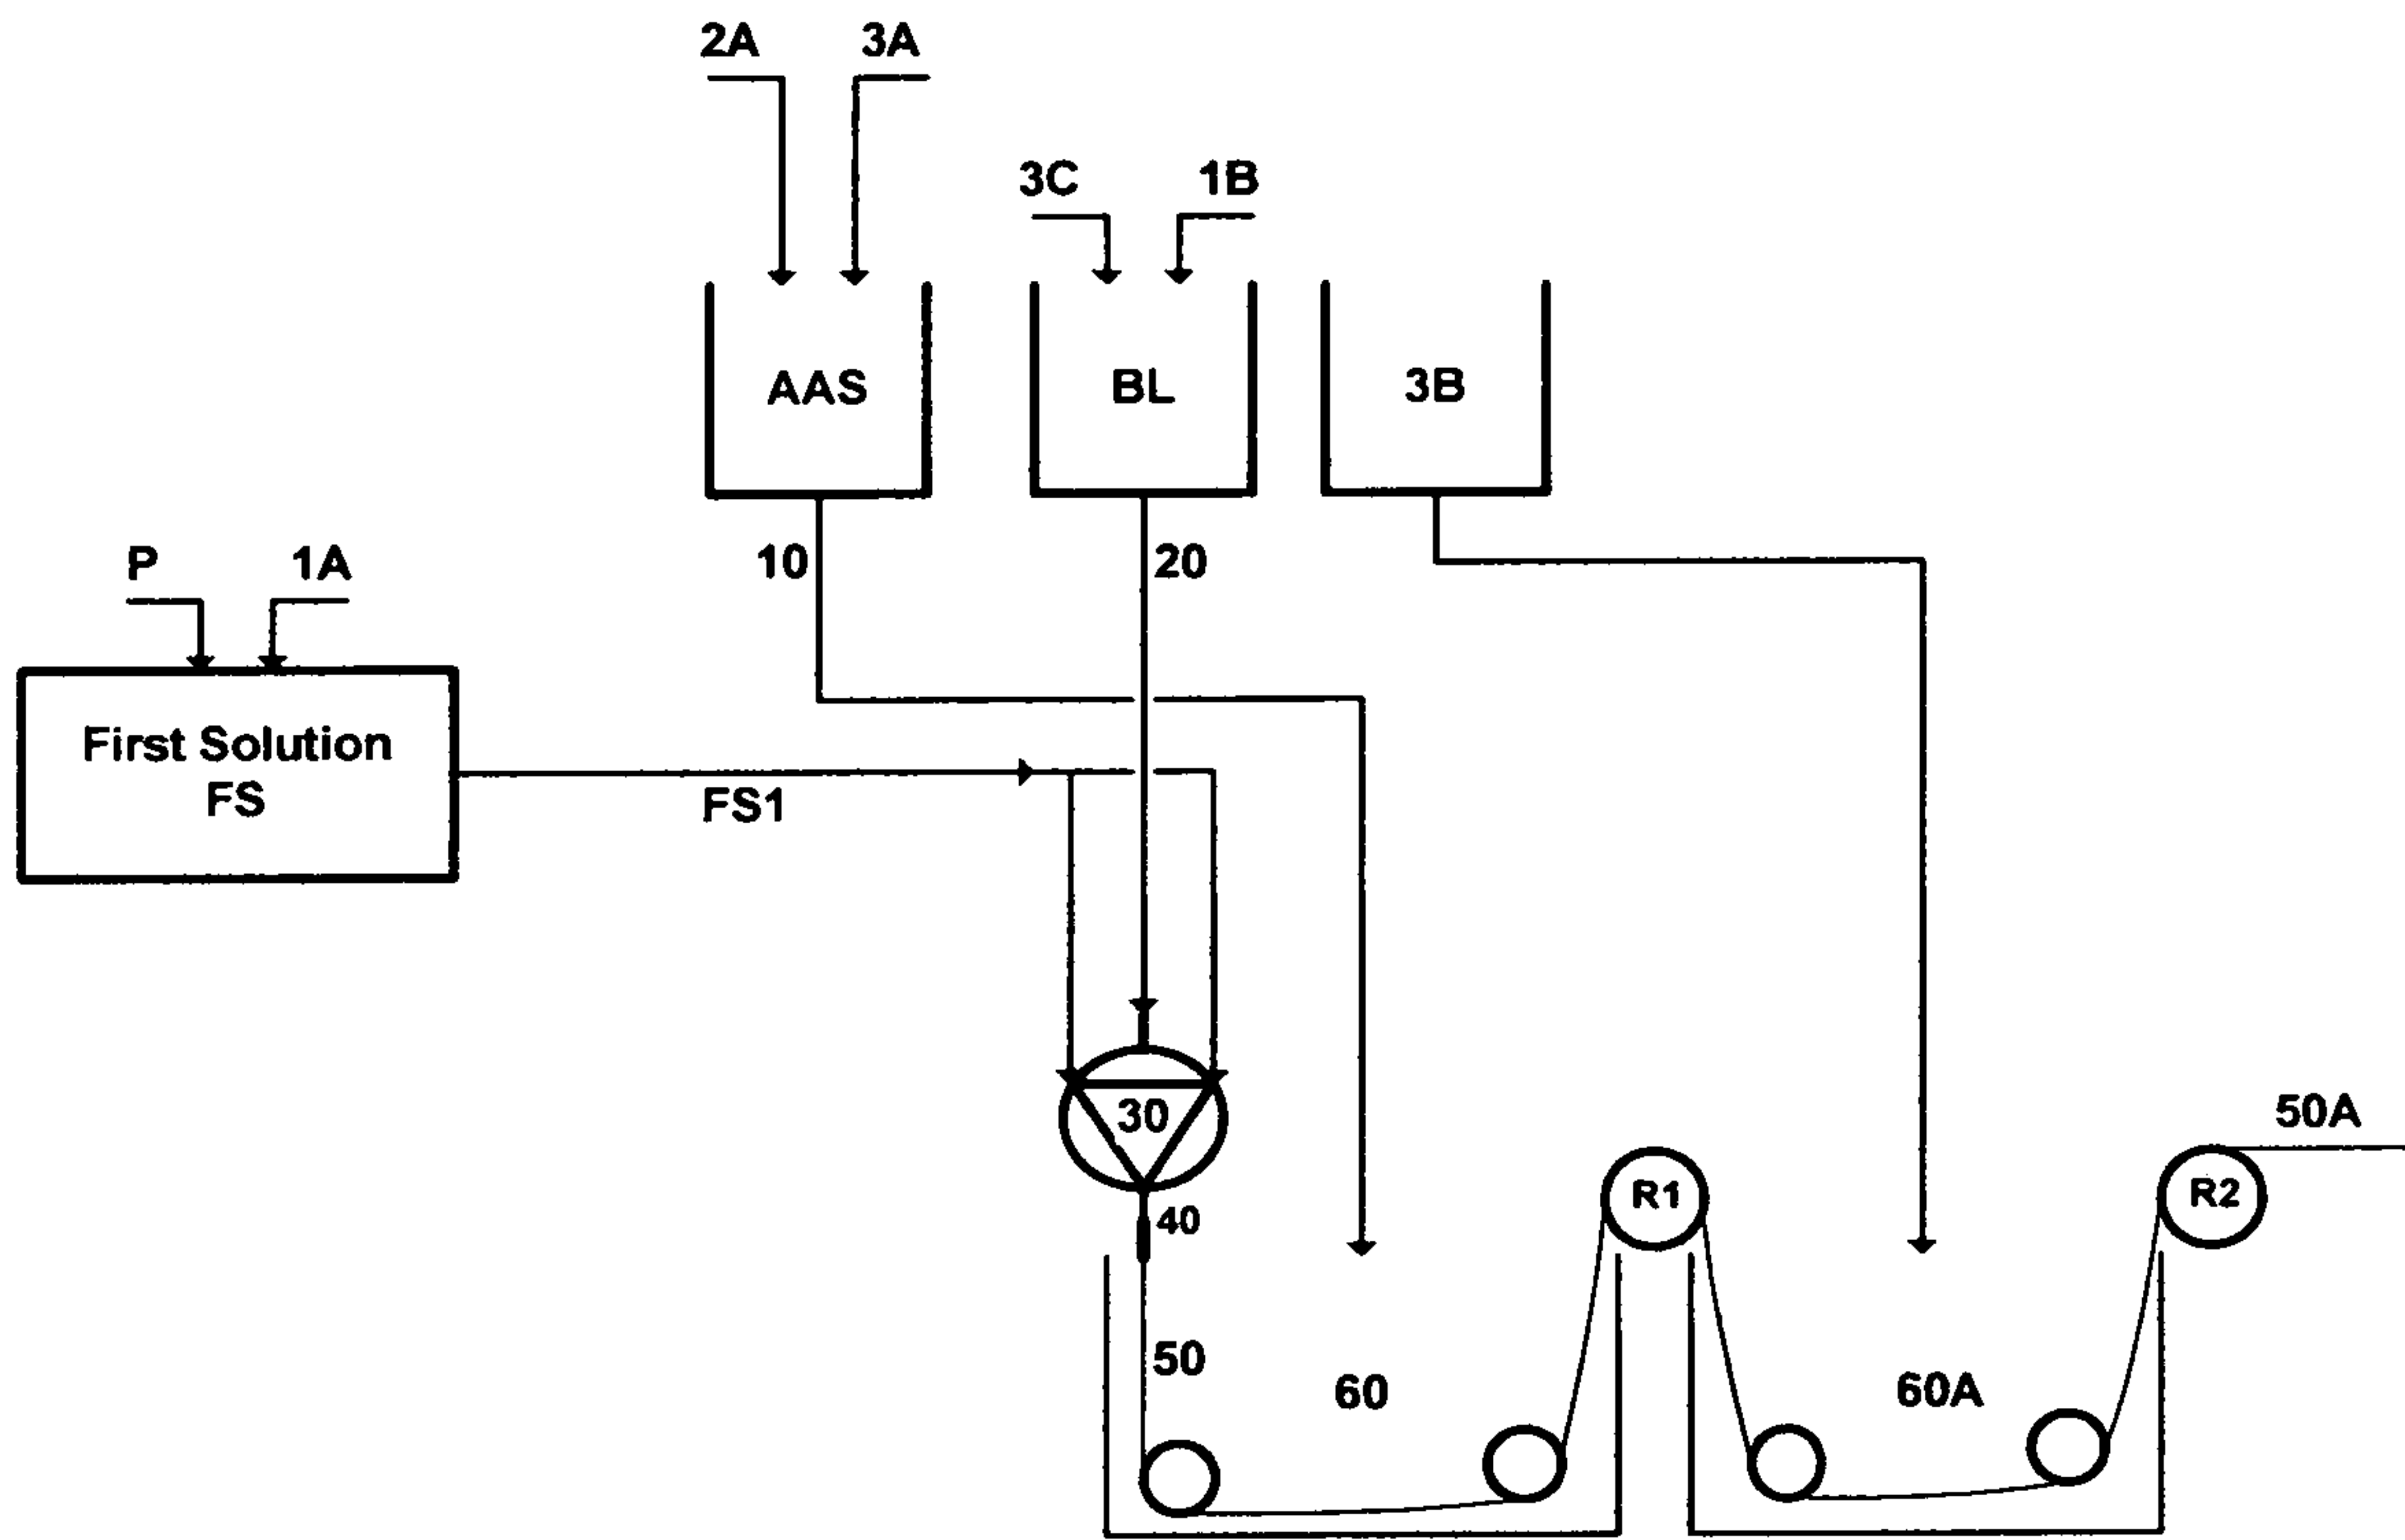 2A
3A
3C
1B
AAS
BL
3B
10
20
P
1A
First Solution
FS
FS1
30
40
50A
R1
R2
50
60
60A